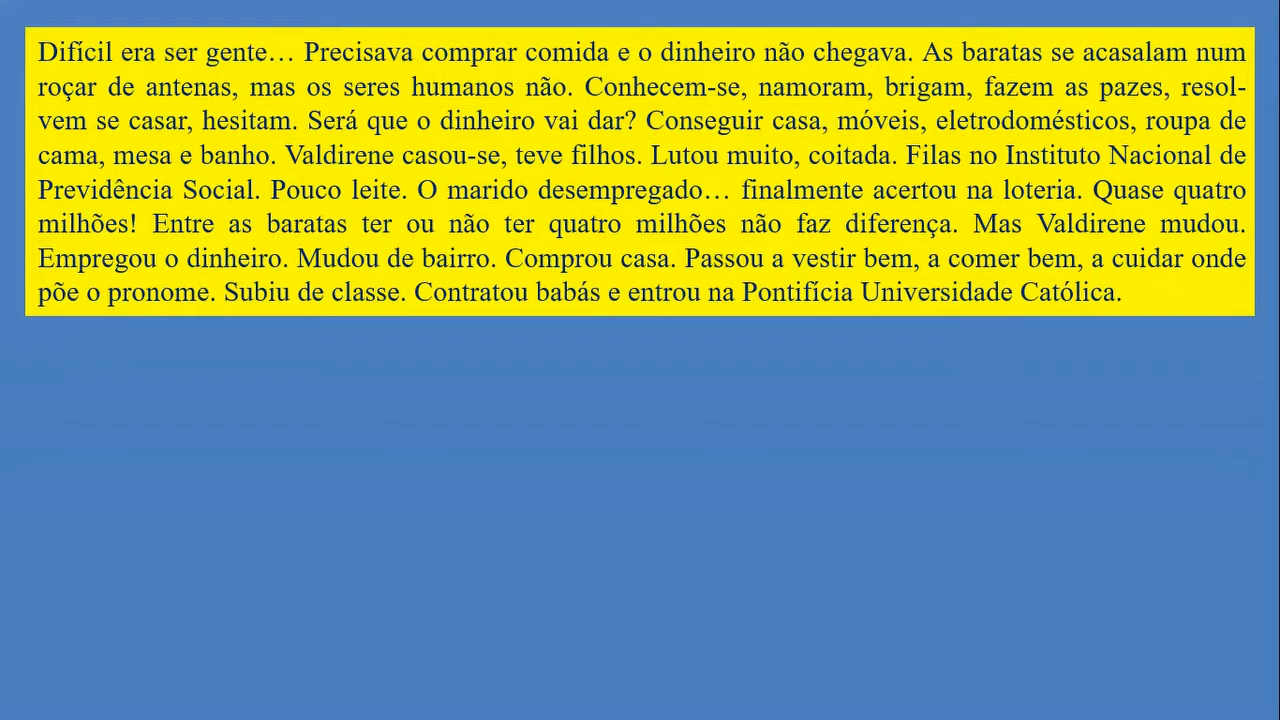 Difícil era ser gente… Precisava comprar comida e o dinheiro não chegava. As baratas se acasalam num
roçar de antenas, mas os seres humanos não. Conhecem-se, namoram, brigam, fazem as pazes, resol-
vem se casar, hesitam. Será que o dinheiro vai dar? Conseguir casa, móveis, eletrodomésticos, roupa de
cama, mesa e banho. Valdirene casou-se, teve filhos. Lutou muito, coitada. Filas no Instituto Nacional de
Previdência Social. Pouco leite. O marido desempregado… finalmente acertou na loteria. Quase quatro
milhões! Entre as baratas ter ou não ter quatro milhões não faz diferença. Mas Valdirene mudou.
Empregou o dinheiro. Mudou de bairro. Comprou casa. Passou a vestir bem, a comer bem, a cuidar onde
põe o pronome. Subiu de classe. Contratou babás e entrou na Pontifícia Universidade Católica.